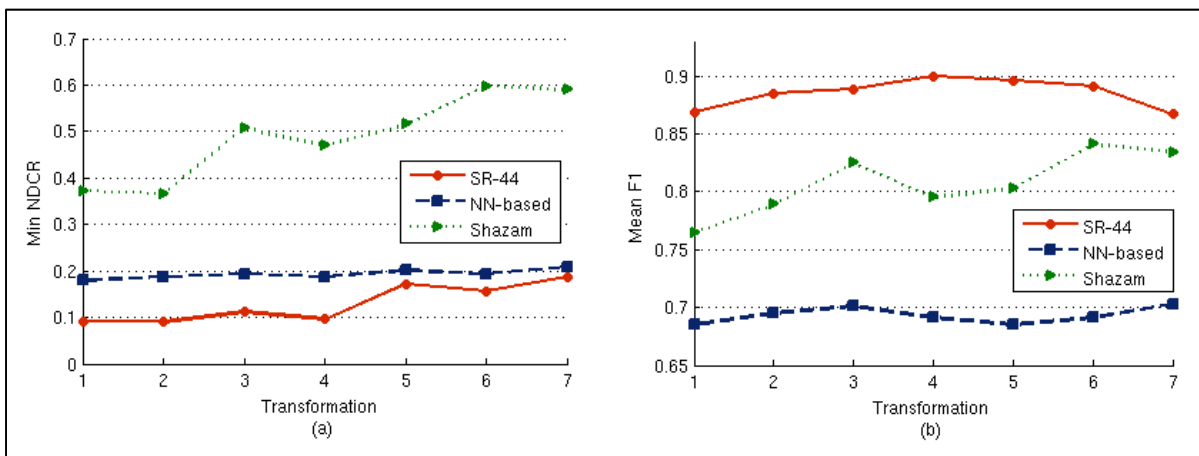 0.7
0.6
0.5
0.4
0.3
0.2
0.1
0
Min NDCR
SR-44
NN-based
Shazam
1 2 3 4 5 6 7
Transformation
(a)
0.9
0.85
0.8
0.75
0.7
0.65
Mean F1
SR-44
NN-based
Shazam
1 2 3 4 5 6 7
Transformation
(b)